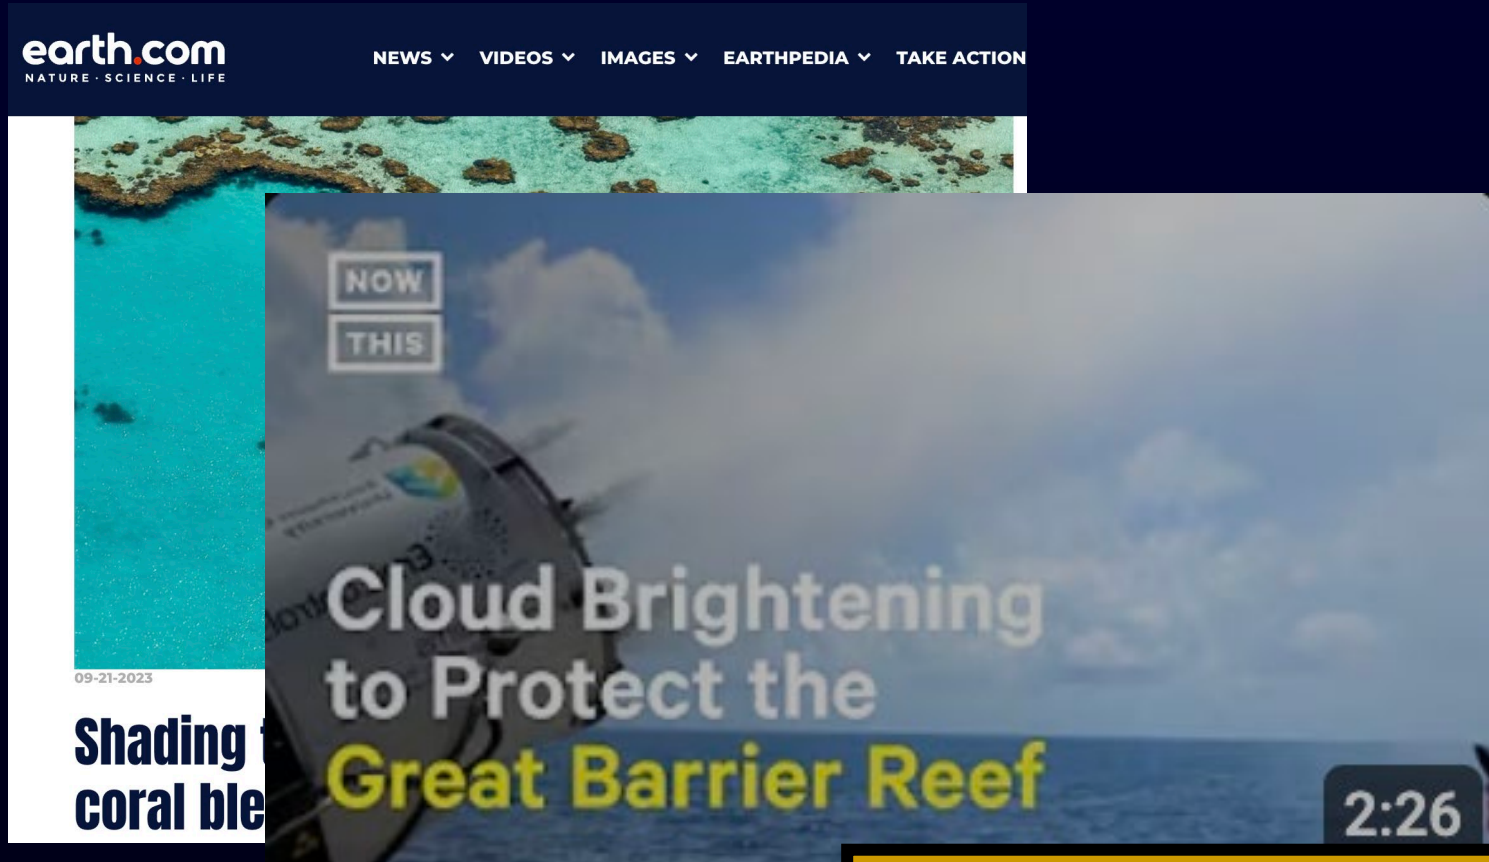 earth.com
NATURE · SCIENCE · LIFE
NEWS
VIDEOS
IMAGES
EARTHPEDIA
TAKE ACTION
NOW
THIS
Cloud Brightening
to Protect the
Great Barrier Reef
2:26
09-21-2023
Shading
coral ble